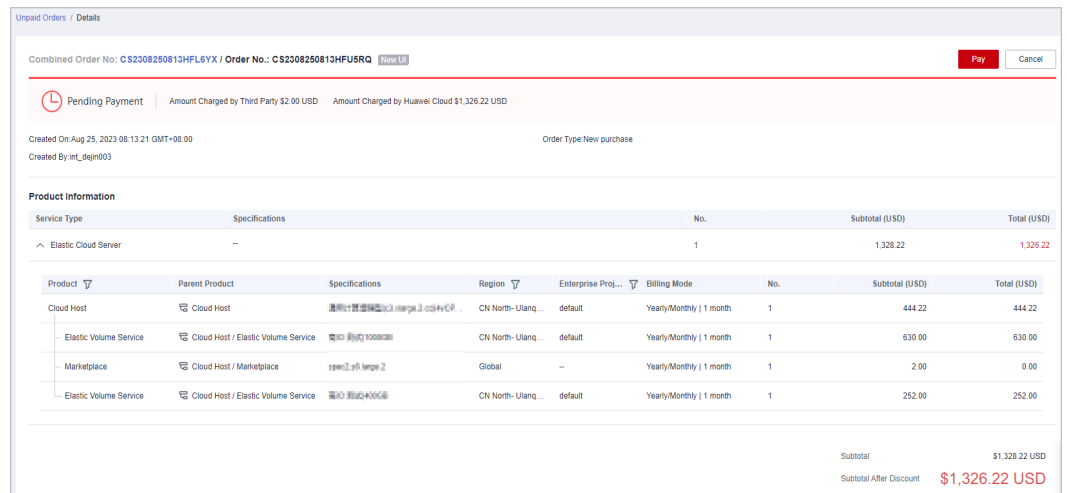 Unpaid Orders / Details
Combined Order No: CS2308250813HFL6YX / Order No.: CS2308250813HFU5RQ New UI
Pay Cancel
Pending Payment Amount Charged by Third Party $2.00 USD Amount Charged by Huawei Cloud $1,326.22 USD
Created On:Aug 25, 2023 08:13:21 GMT+08:00 Order Type:New purchase
Created By:int_dejin003
Product Information
Service Type Specifications No. Subtotal (USD) Total (USD)
Elastic Cloud Server -- 1 1,328.22 1,326.22
Product Parent Product Specifications Region Enterprise Proj... Billing Mode No. Subtotal (USD) Total (USD)
Cloud Host Cloud Host CN North- Ulanq... default Yearly/Monthly | 1 month 1 444.22 444.22
Elastic Volume Service Cloud Host / Elastic Volume Service CN North- Ulanq... default Yearly/Monthly | 1 month 1 630.00 630.00
Marketplace Cloud Host / Marketplace Global -- Yearly/Monthly | 1 month 1 2.00 0.00
Elastic Volume Service Cloud Host / Elastic Volume Service CN North- Ulanq... default Yearly/Monthly | 1 month 1 252.00 252.00
Subtotal $1,328.22 USD
Subtotal After Discount $1,326.22 USD